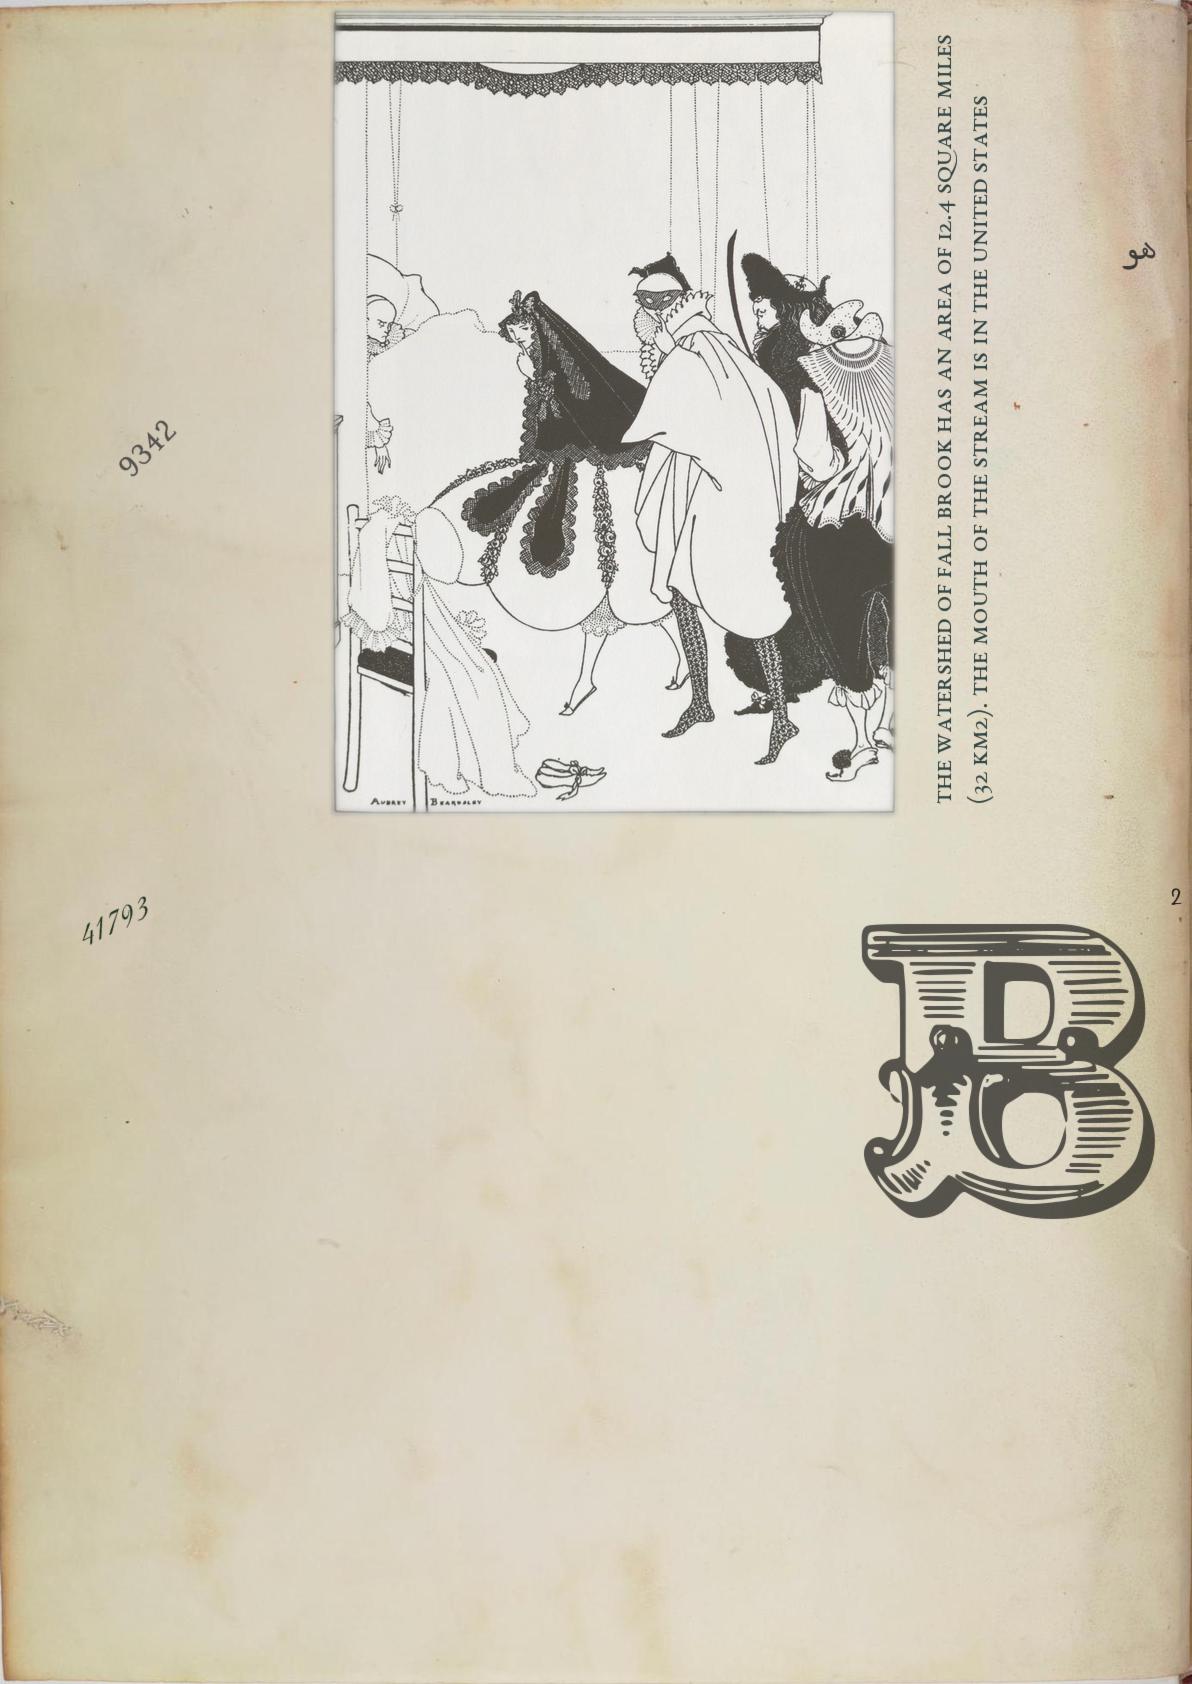 THE WATERSHED OF FALL BROOK HAS AN AREA OF 12.4 SQUARE MILES
(32 KM2). THE MOUTH OF THE STREAM IS IN THE UNITED STATES
9342
AUBREY BEARDSLEY
41793
2
B